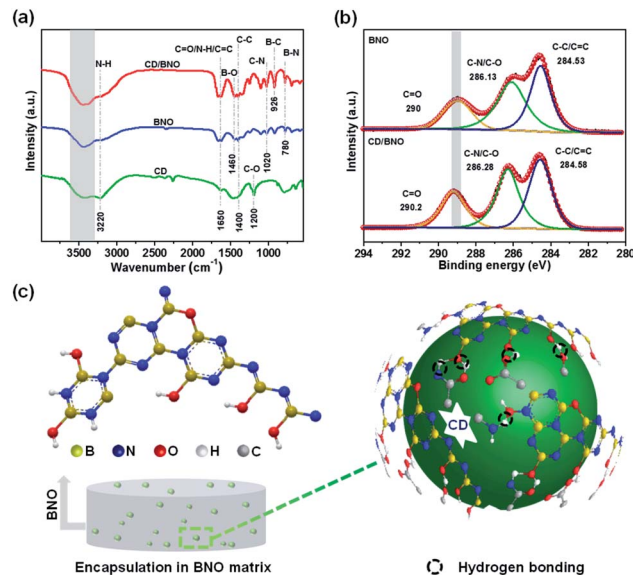 (a)
Intensity (a.u.)
N-H
C=O/N-H/C=C
C-C
B-O
C-N
B-C
B-N
CD/BNO
BNO
CD
C-O
3220
1650
1460
1400
1200
1020
926
780
3500 3000 2500 2000 1500 1000
Wavenumber (cm-1)
(b)
Intensity (a.u.)
BNO
C-C/C=C
284.53
C-N/C-O
286.13
C=O
290
CD/BNO
C-C/C=C
284.58
C-N/C-O
286.28
C=O
290.2
294 292 290 288 286 284 282 280
Binding energy (eV)
(c)
B N O H C
BNO
Encapsulation in BNO matrix
CD
Hydrogen bonding